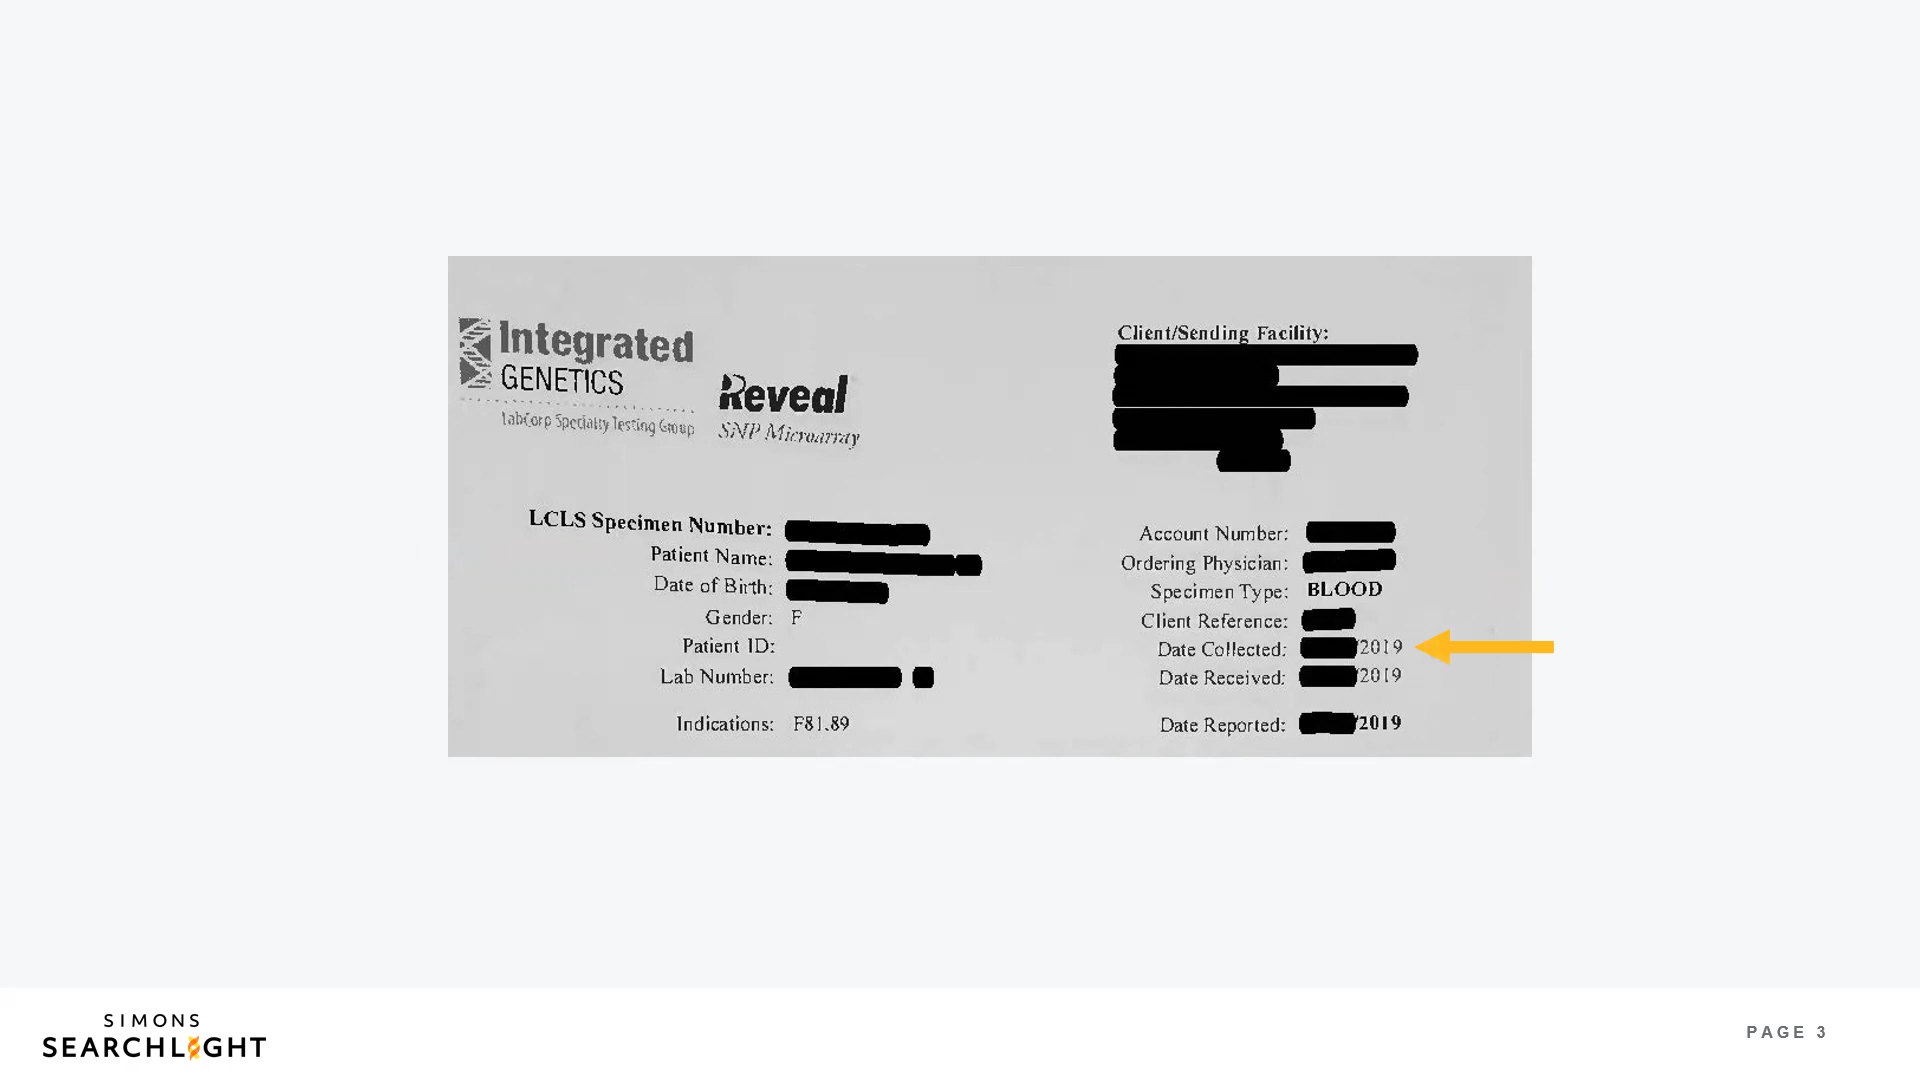 Integrated
GENETICS
LabCorp Specialty Testing Group
Reveal
SNP Microarray
Client/Sending Facility:
LCLS Specimen Number:
Patient Name:
Date of Birth:
Gender: F
Patient ID:
Lab Number:
Indications: F81.89
Account Number:
Ordering Physician:
Specimen Type: BLOOD
Client Reference:
Date Collected: /2019
Date Received: /2019
Date Reported: /2019
SIMONS
SEARCHLIGHT
PAGE 3